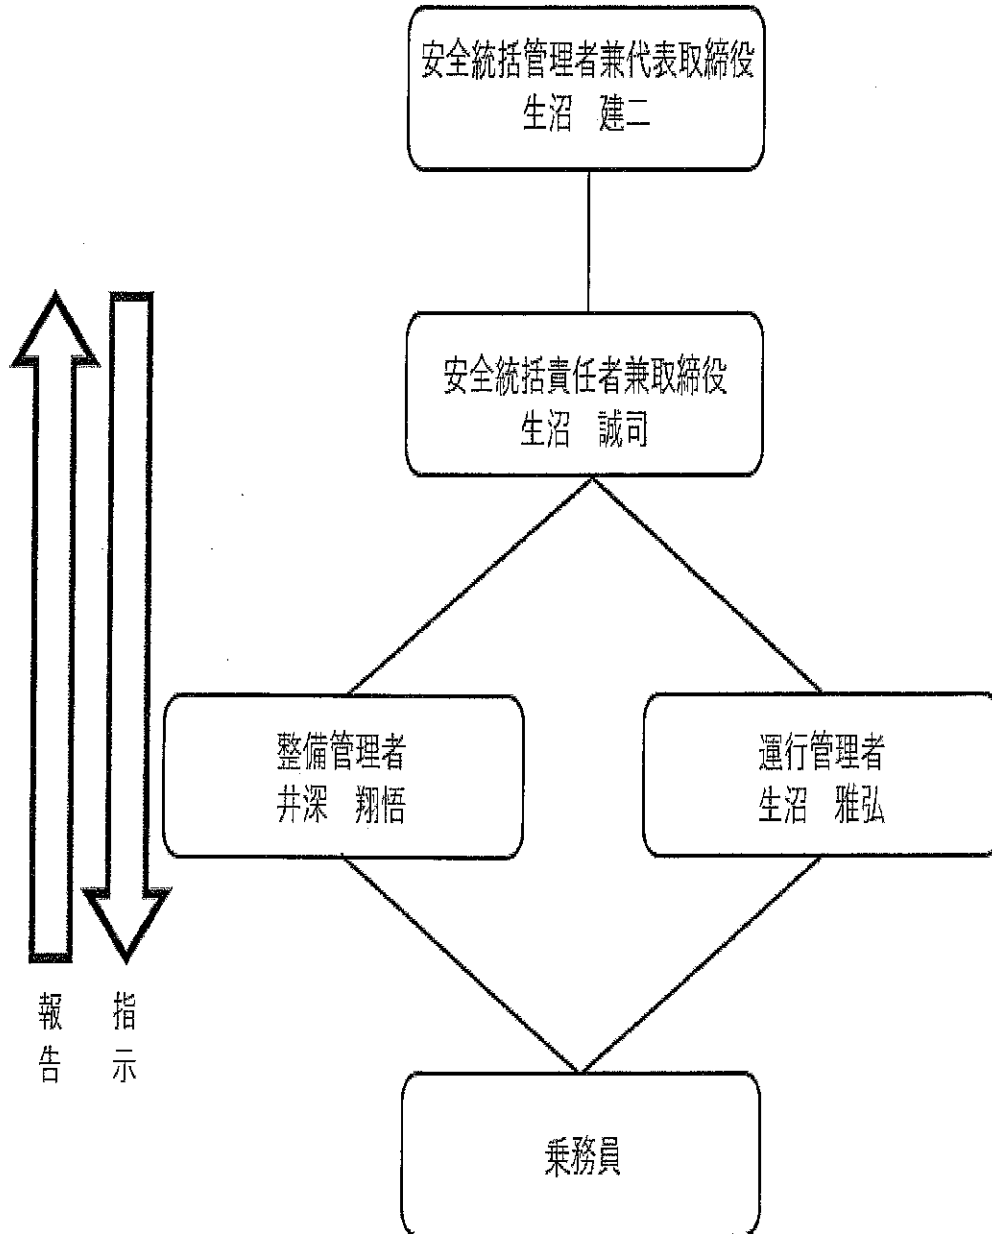 安全統括管理者兼代表取締役
生沼　建二
安全統括責任者兼取締役
生沼　誠司
整備管理者
井深　翔悟
運行管理者
生沼　雅弘
報告
指示
乗務員